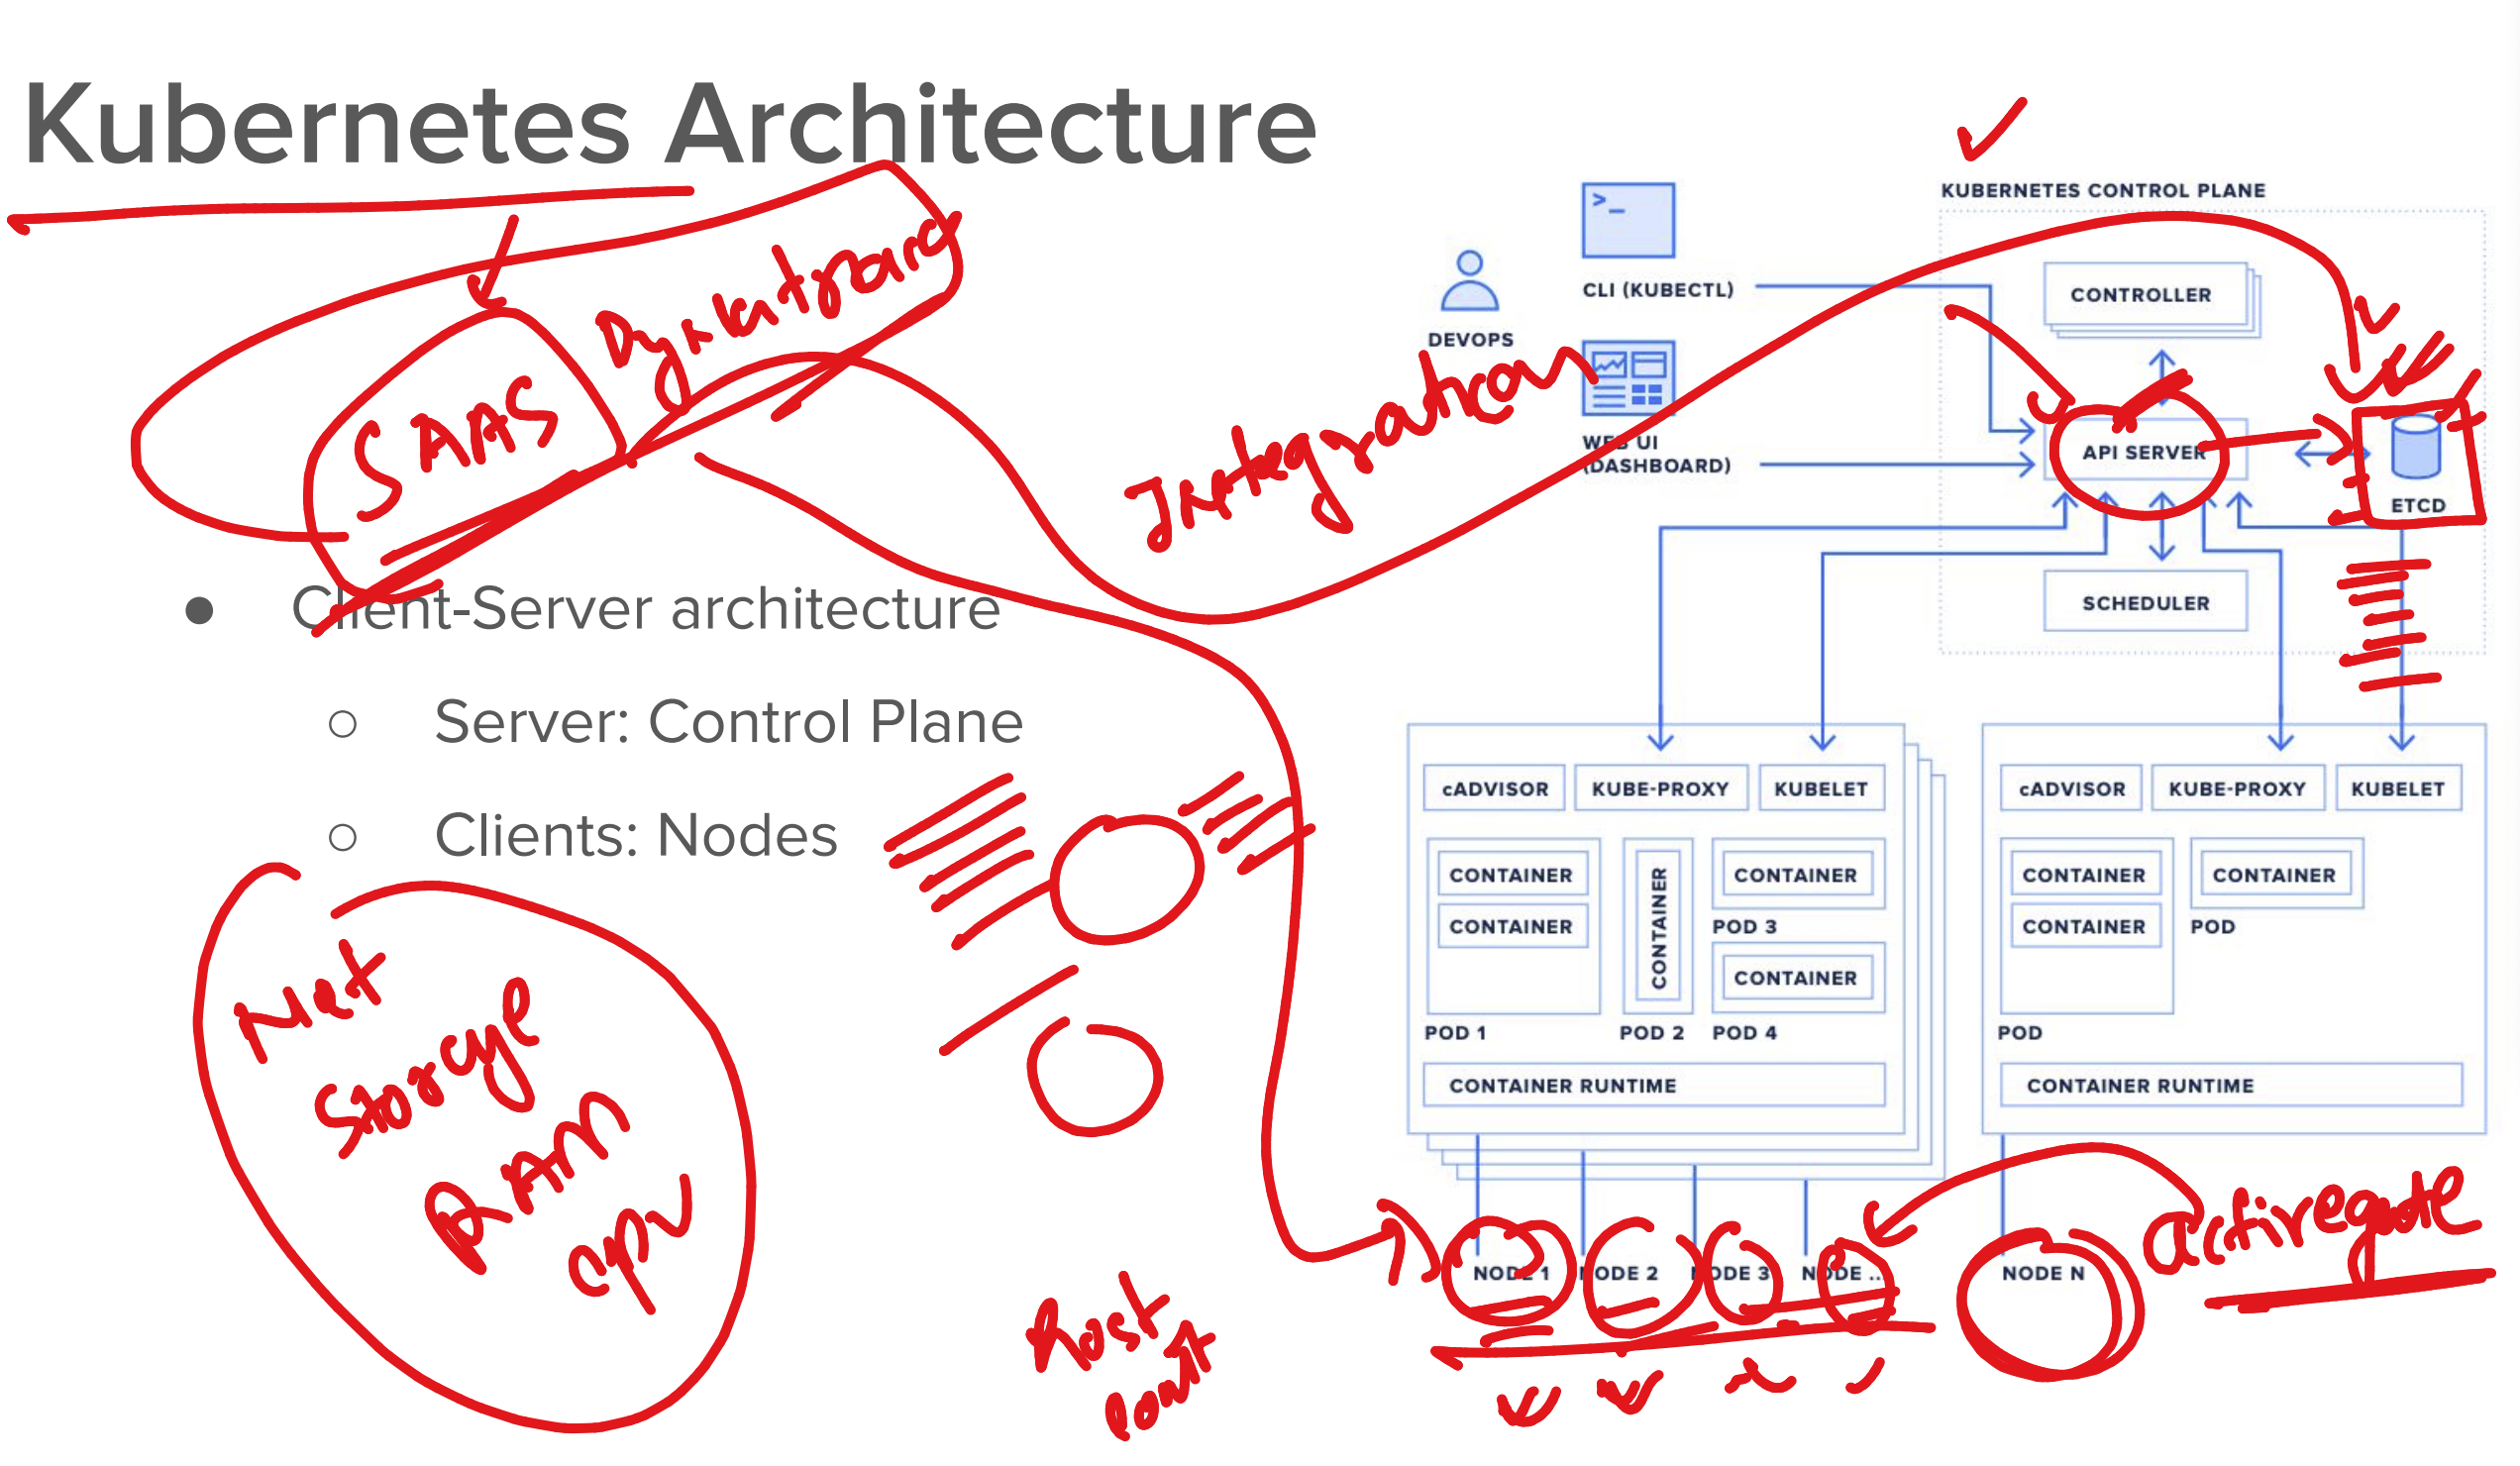 Kubernetes Architecture
SAAS
Dynatrace
Integration
Client-Server architecture
Server: Control Plane
Clients: Nodes
Net
Storage
RAM
CPU
DEVOPS
>_
CLI (KUBECTL)
WEB UI
(DASHBOARD)
KUBERNETES CONTROL PLANE
CONTROLLER
API SERVER
ETCD
SCHEDULER
cADVISOR KUBE-PROXY KUBELET
CONTAINER
CONTAINER
POD 1
CONTAINER
POD 2
CONTAINER
POD 3
CONTAINER
POD 4
CONTAINER RUNTIME
cADVISOR KUBE-PROXY KUBELET
CONTAINER
CONTAINER
POD
CONTAINER
POD
CONTAINER RUNTIME
NODE 1 NODE 2 NODE 3 NODE ... NODE N
activegate
Host